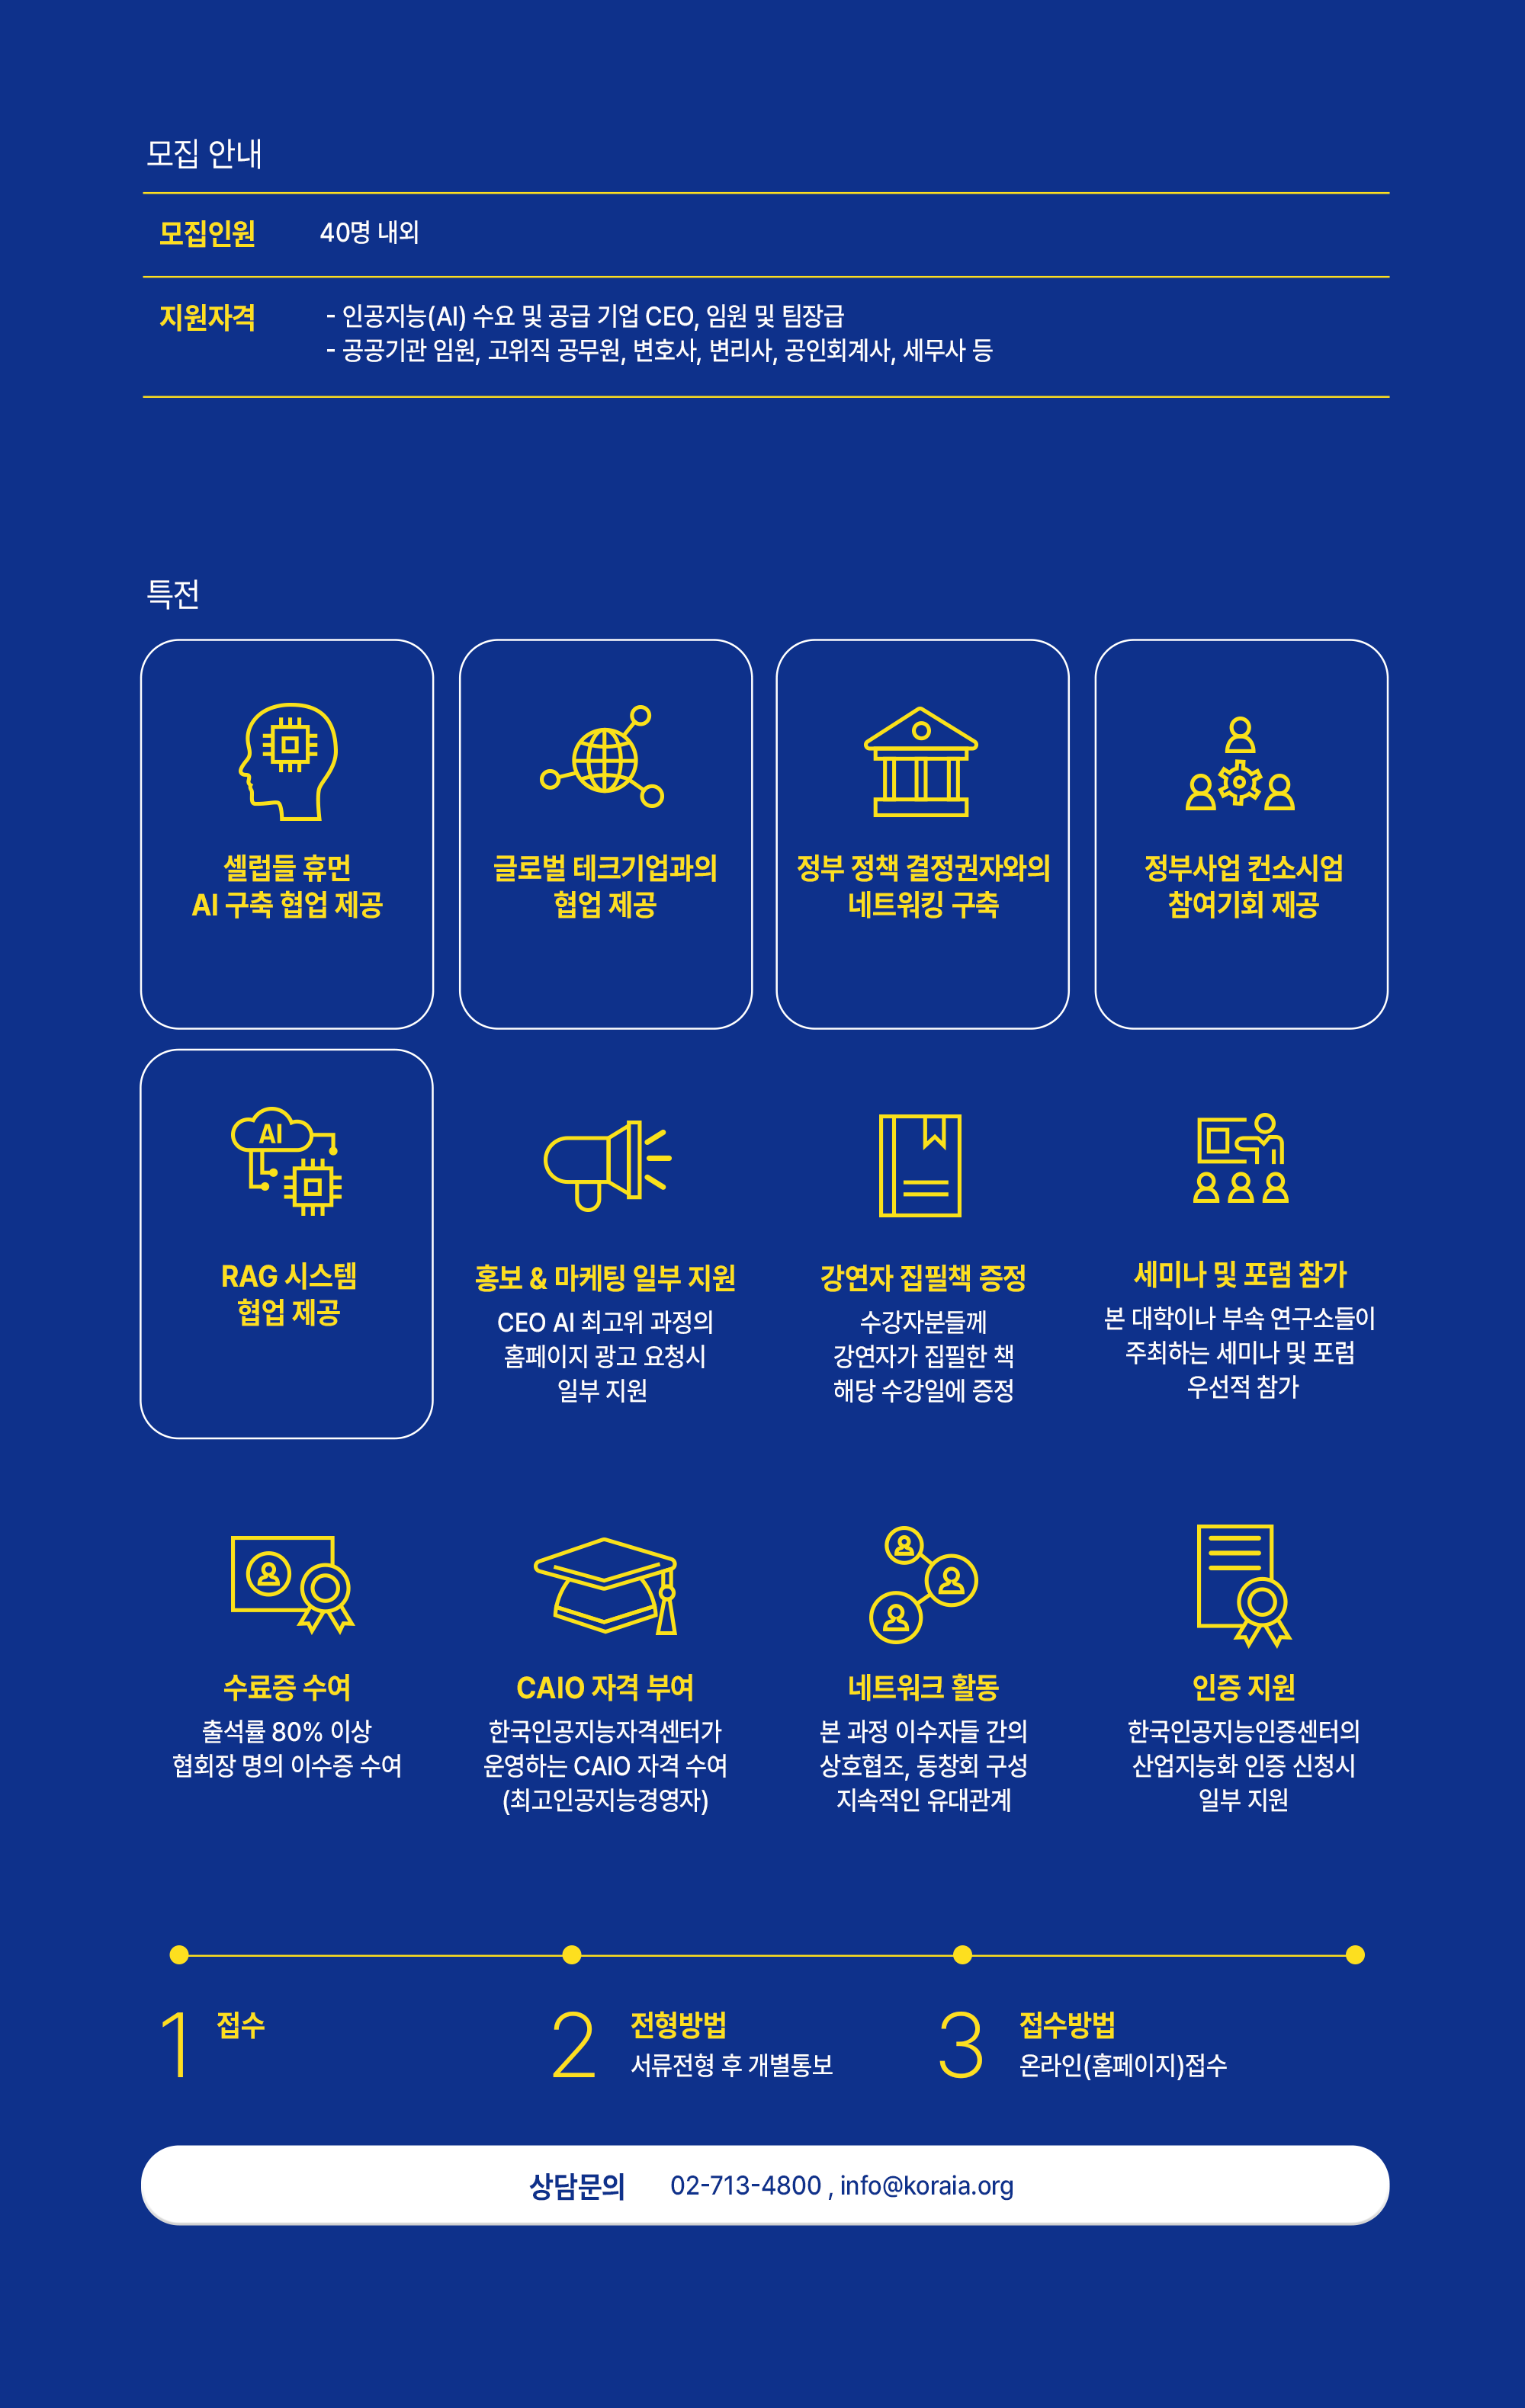 모집 안내
모집인원 40명 내외
지원자격 - 인공지능(AI) 수요 및 공급 기업 CEO, 임원 및 팀장급
- 공공기관 임원, 고위직 공무원, 변호사, 변리사, 공인회계사, 세무사 등
특전
셀럽들 휴먼
AI 구축 협업 제공
글로벌 테크기업과의
협업 제공
정부 정책 결정권자와의
네트워킹 구축
정부사업 컨소시엄
참여기회 제공
AI
RAG 시스템
협업 제공
홍보 & 마케팅 일부 지원
CEO AI 최고위 과정의
홈페이지 광고 요청시
일부 지원
강연자 집필책 증정
수강자분들께
강연자가 집필한 책
해당 수강일에 증정
세미나 및 포럼 참가
본 대학이나 부속 연구소들이
주최하는 세미나 및 포럼
우선적 참가
수료증 수여
출석률 80% 이상
협회장 명의 이수증 수여
CAIO 자격 부여
한국인공지능자격센터가
운영하는 CAIO 자격 수여
(최고인공지능경영자)
네트워크 활동
본 과정 이수자들 간의
상호협조, 동창회 구성
지속적인 유대관계
인증 지원
한국인공지능인증센터의
산업지능화 인증 신청시
일부 지원
1 접수
2 전형방법
서류전형 후 개별통보
3 접수방법
온라인(홈페이지)접수
상담문의 02-713-4800 , info@koraia.org